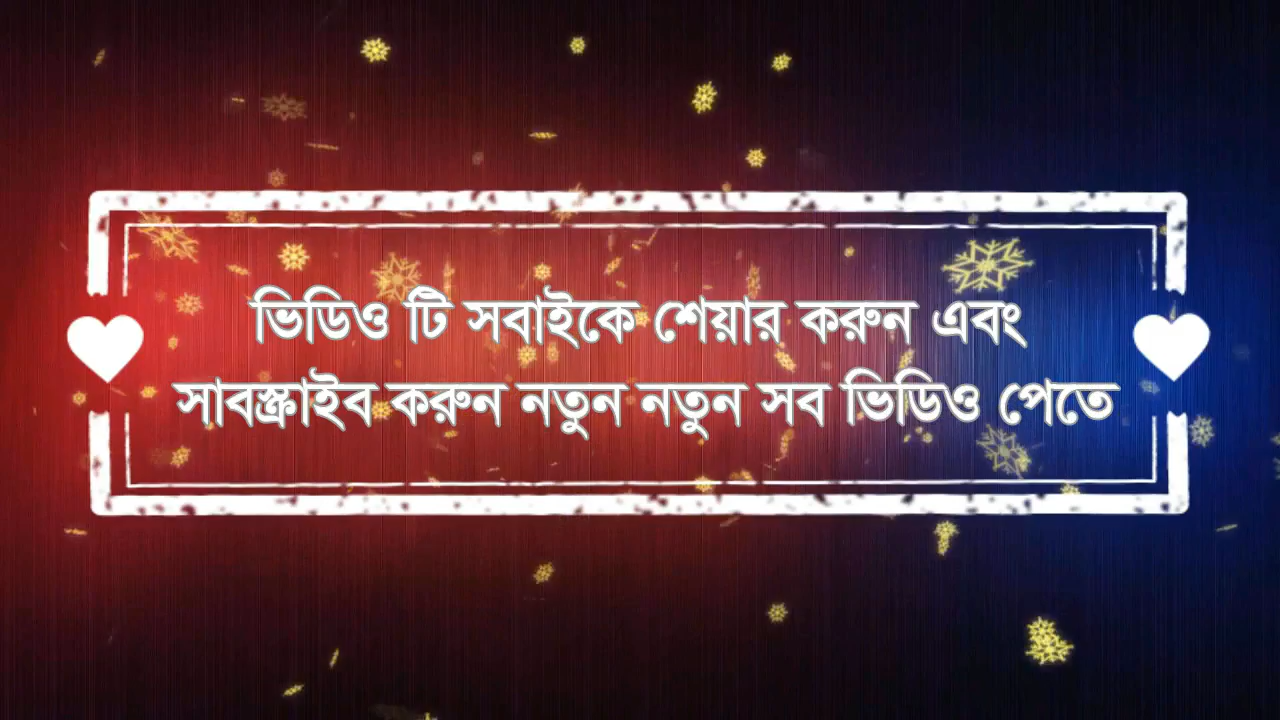 ভিডিও টি সবাইকে শেয়ার করুন এবং
সাবস্ক্রাইব করুন নতুন নতুন সব ভিডিও পেতে